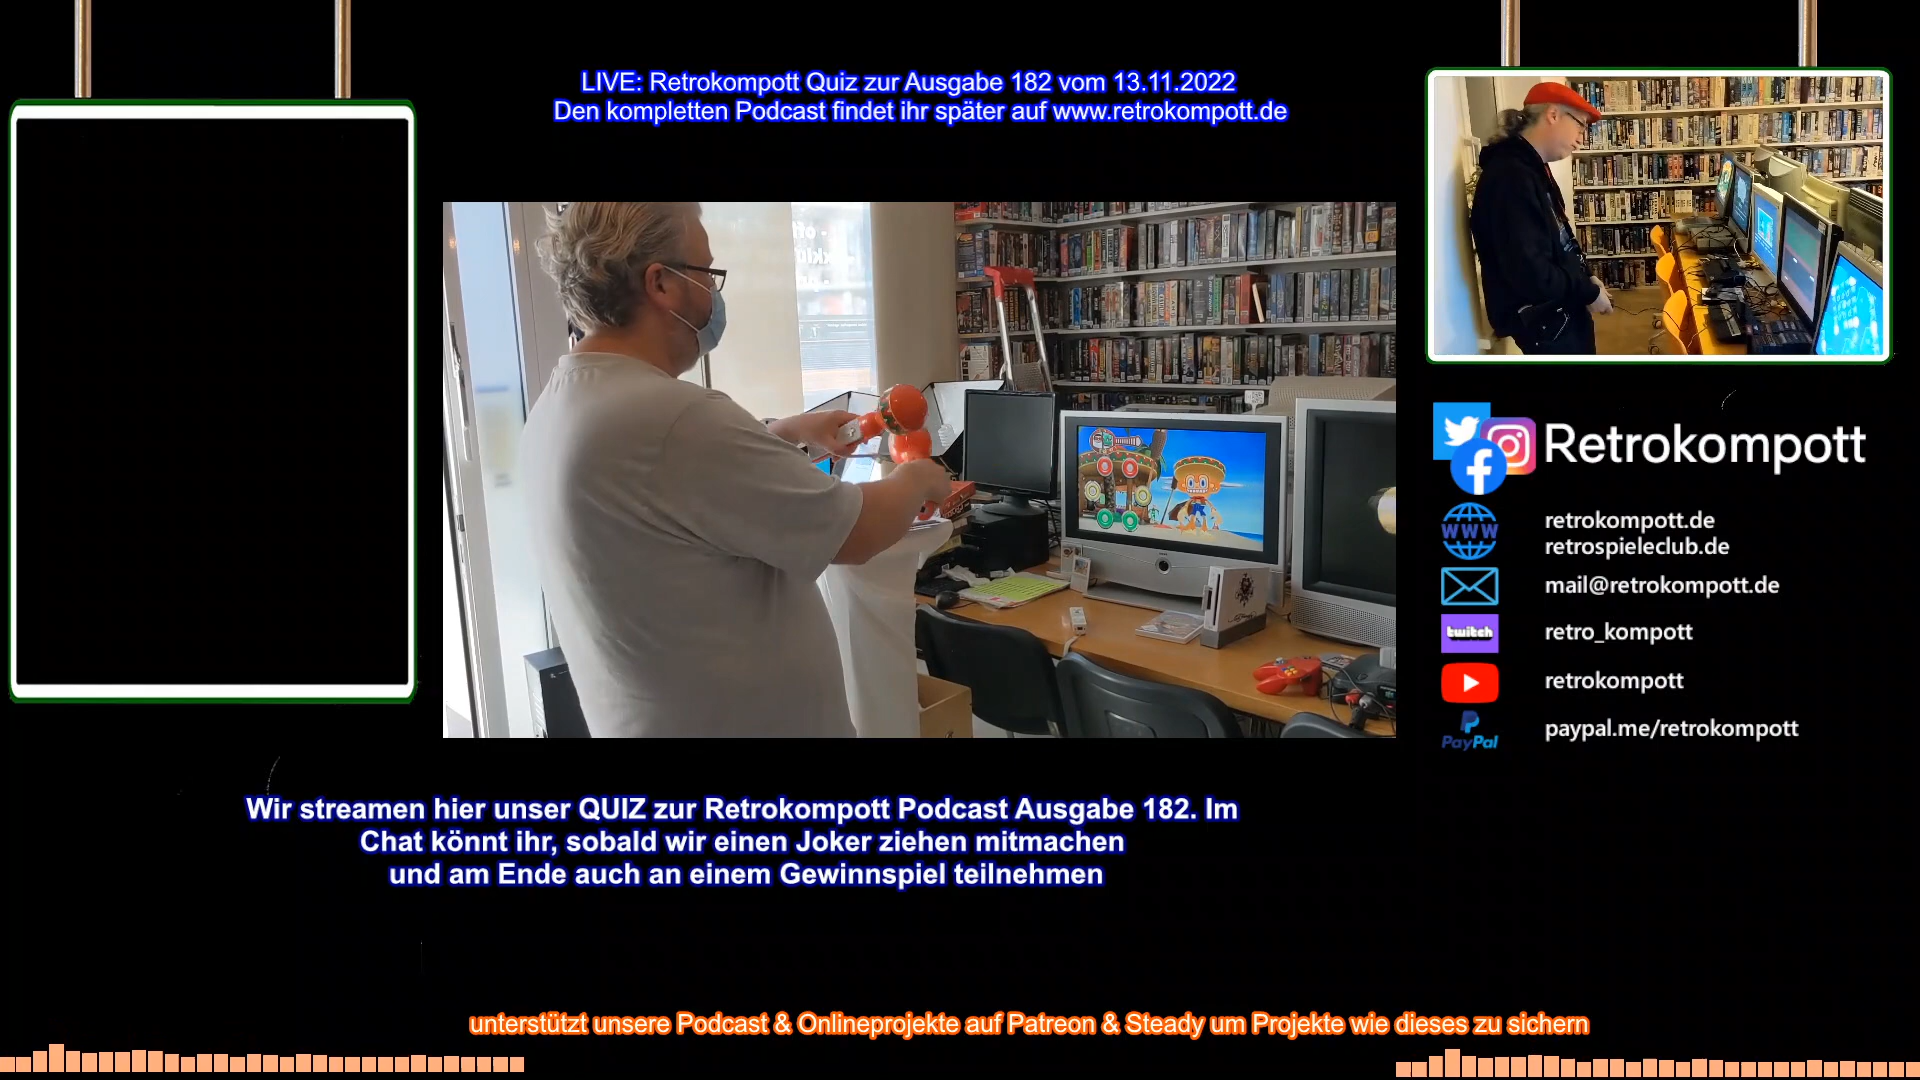 LIVE: Retrokompott Quiz zur Ausgabe 182 vom 13.11.2022
Den kompletten Podcast findet ihr später auf www.retrokompott.de
Retrokompott
WWW
retrokompott.de
retrospieleclub.de
mail@retrokompott.de
twitch
retro_kompott
retrokompott
PayPal
paypal.me/retrokompott
Wir streamen hier unser QUIZ zur Retrokompott Podcast Ausgabe 182. Im
Chat könnt ihr, sobald wir einen Joker ziehen mitmachen
und am Ende auch an einem Gewinnspiel teilnehmen
unterstützt unsere Podcast & Onlineprojekte auf Patreon & Steady um Projekte wie dieses zu sichern